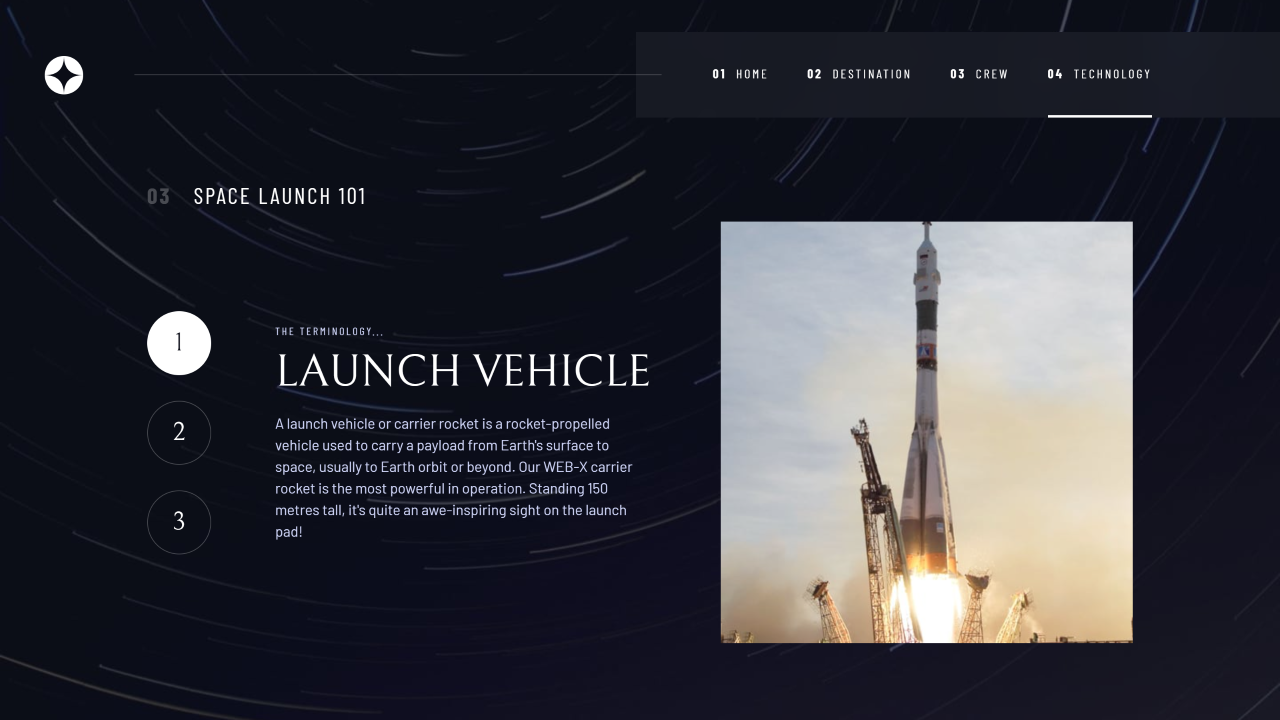 01 HOME 02 DESTINATION 03 CREW 04 TECHNOLOGY
03 SPACE LAUNCH 101
1
2
3
THE TERMINOLOGY...
LAUNCH VEHICLE
A launch vehicle or carrier rocket is a rocket-propelled
vehicle used to carry a payload from Earth's surface to
space, usually to Earth orbit or beyond. Our WEB-X carrier
rocket is the most powerful in operation. Standing 150
metres tall, it's quite an awe-inspiring sight on the launch
pad!